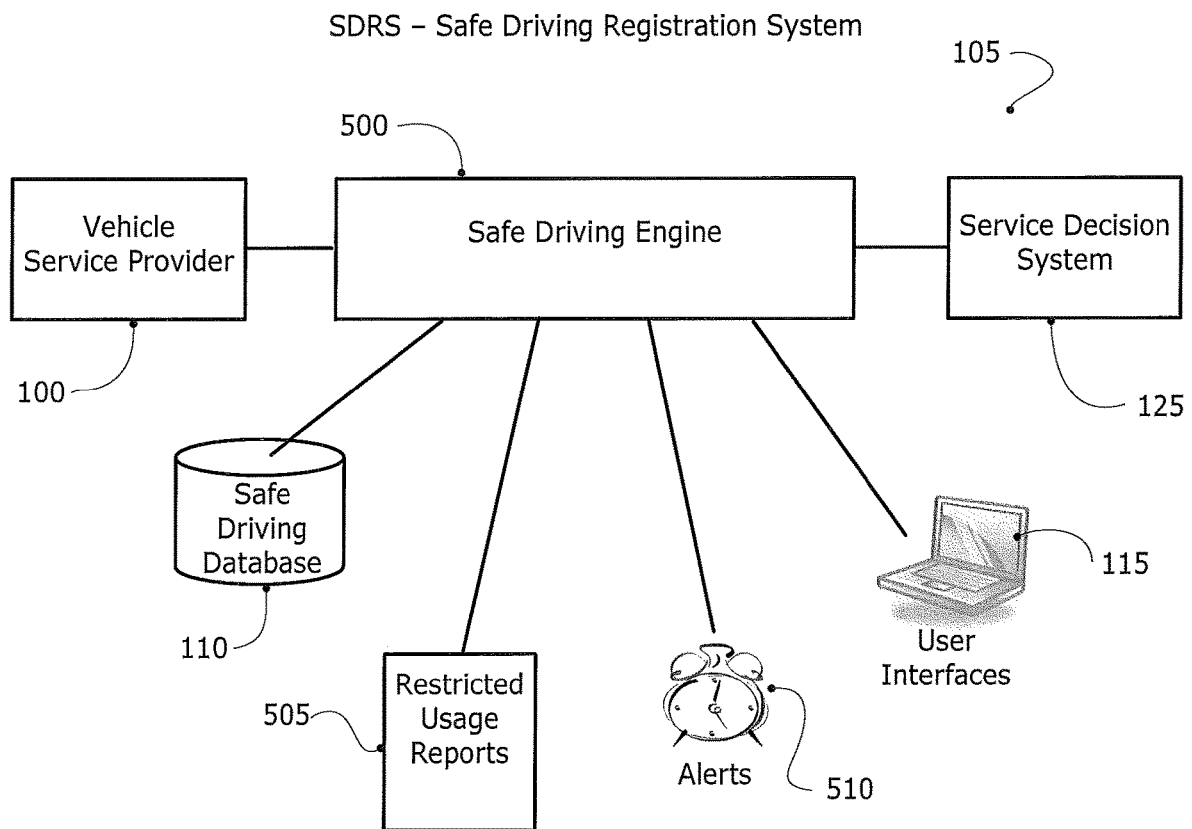 SDRS – Safe Driving Registration System
105
500
Vehicle
Service Provider
Safe Driving Engine
Service Decision
System
100
125
Safe
Driving
Database
110
115
User
Interfaces
Restricted
Usage
Reports
505
Alerts
510